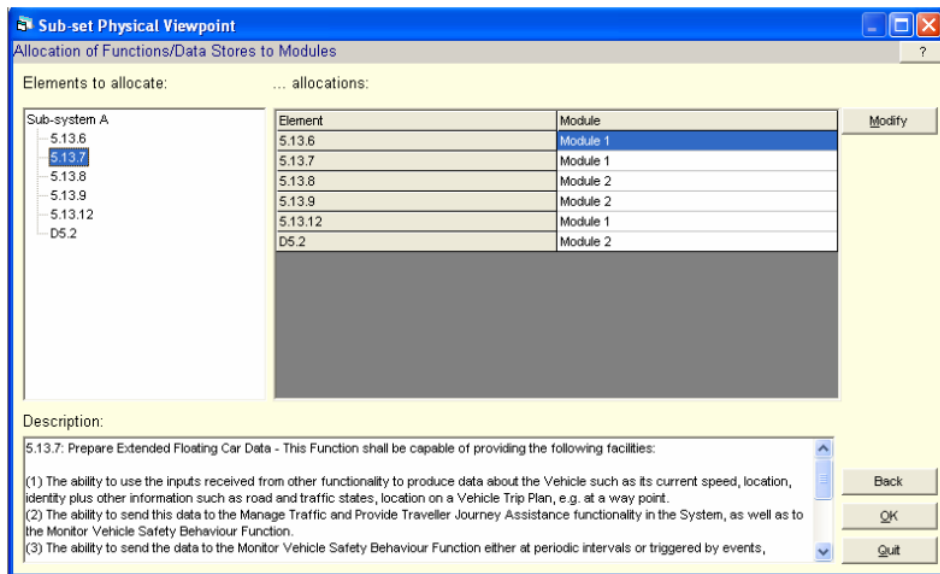 Sub-set Physical Viewpoint
Allocation of Functions/Data Stores to Modules
?
Elements to allocate:
... allocations:
Sub-system A
5.13.6
5.13.7
5.13.8
5.13.9
5.13.12
D5.2
Element Module
5.13.6 Module 1
5.13.7 Module 1
5.13.8 Module 2
5.13.9 Module 2
5.13.12 Module 1
D5.2 Module 2
Modify
Description:
5.13.7: Prepare Extended Floating Car Data - This Function shall be capable of providing the following facilities:
(1) The ability to use the inputs received from other functionality to produce data about the Vehicle such as its current speed, location,
identity plus other information such as road and traffic states, location on a Vehicle Trip Plan, e.g. at a way point.
(2) The ability to send this data to the Manage Traffic and Provide Traveller Journey Assistance functionality in the System, as well as to
the Monitor Vehicle Safety Behaviour Function.
(3) The ability to send the data to the Monitor Vehicle Safety Behaviour Function either at periodic intervals or triggered by events,
Back
OK
Quit